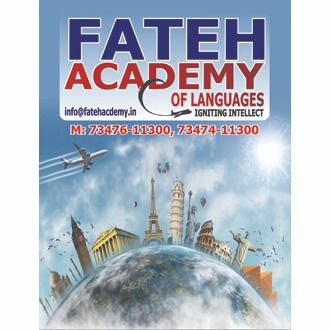 FATEH
ACADEMY
OF LANGUAGES
info@fatehacdemy.in
IGNITING INTELLECT
M: 73476-11300, 73474-11300